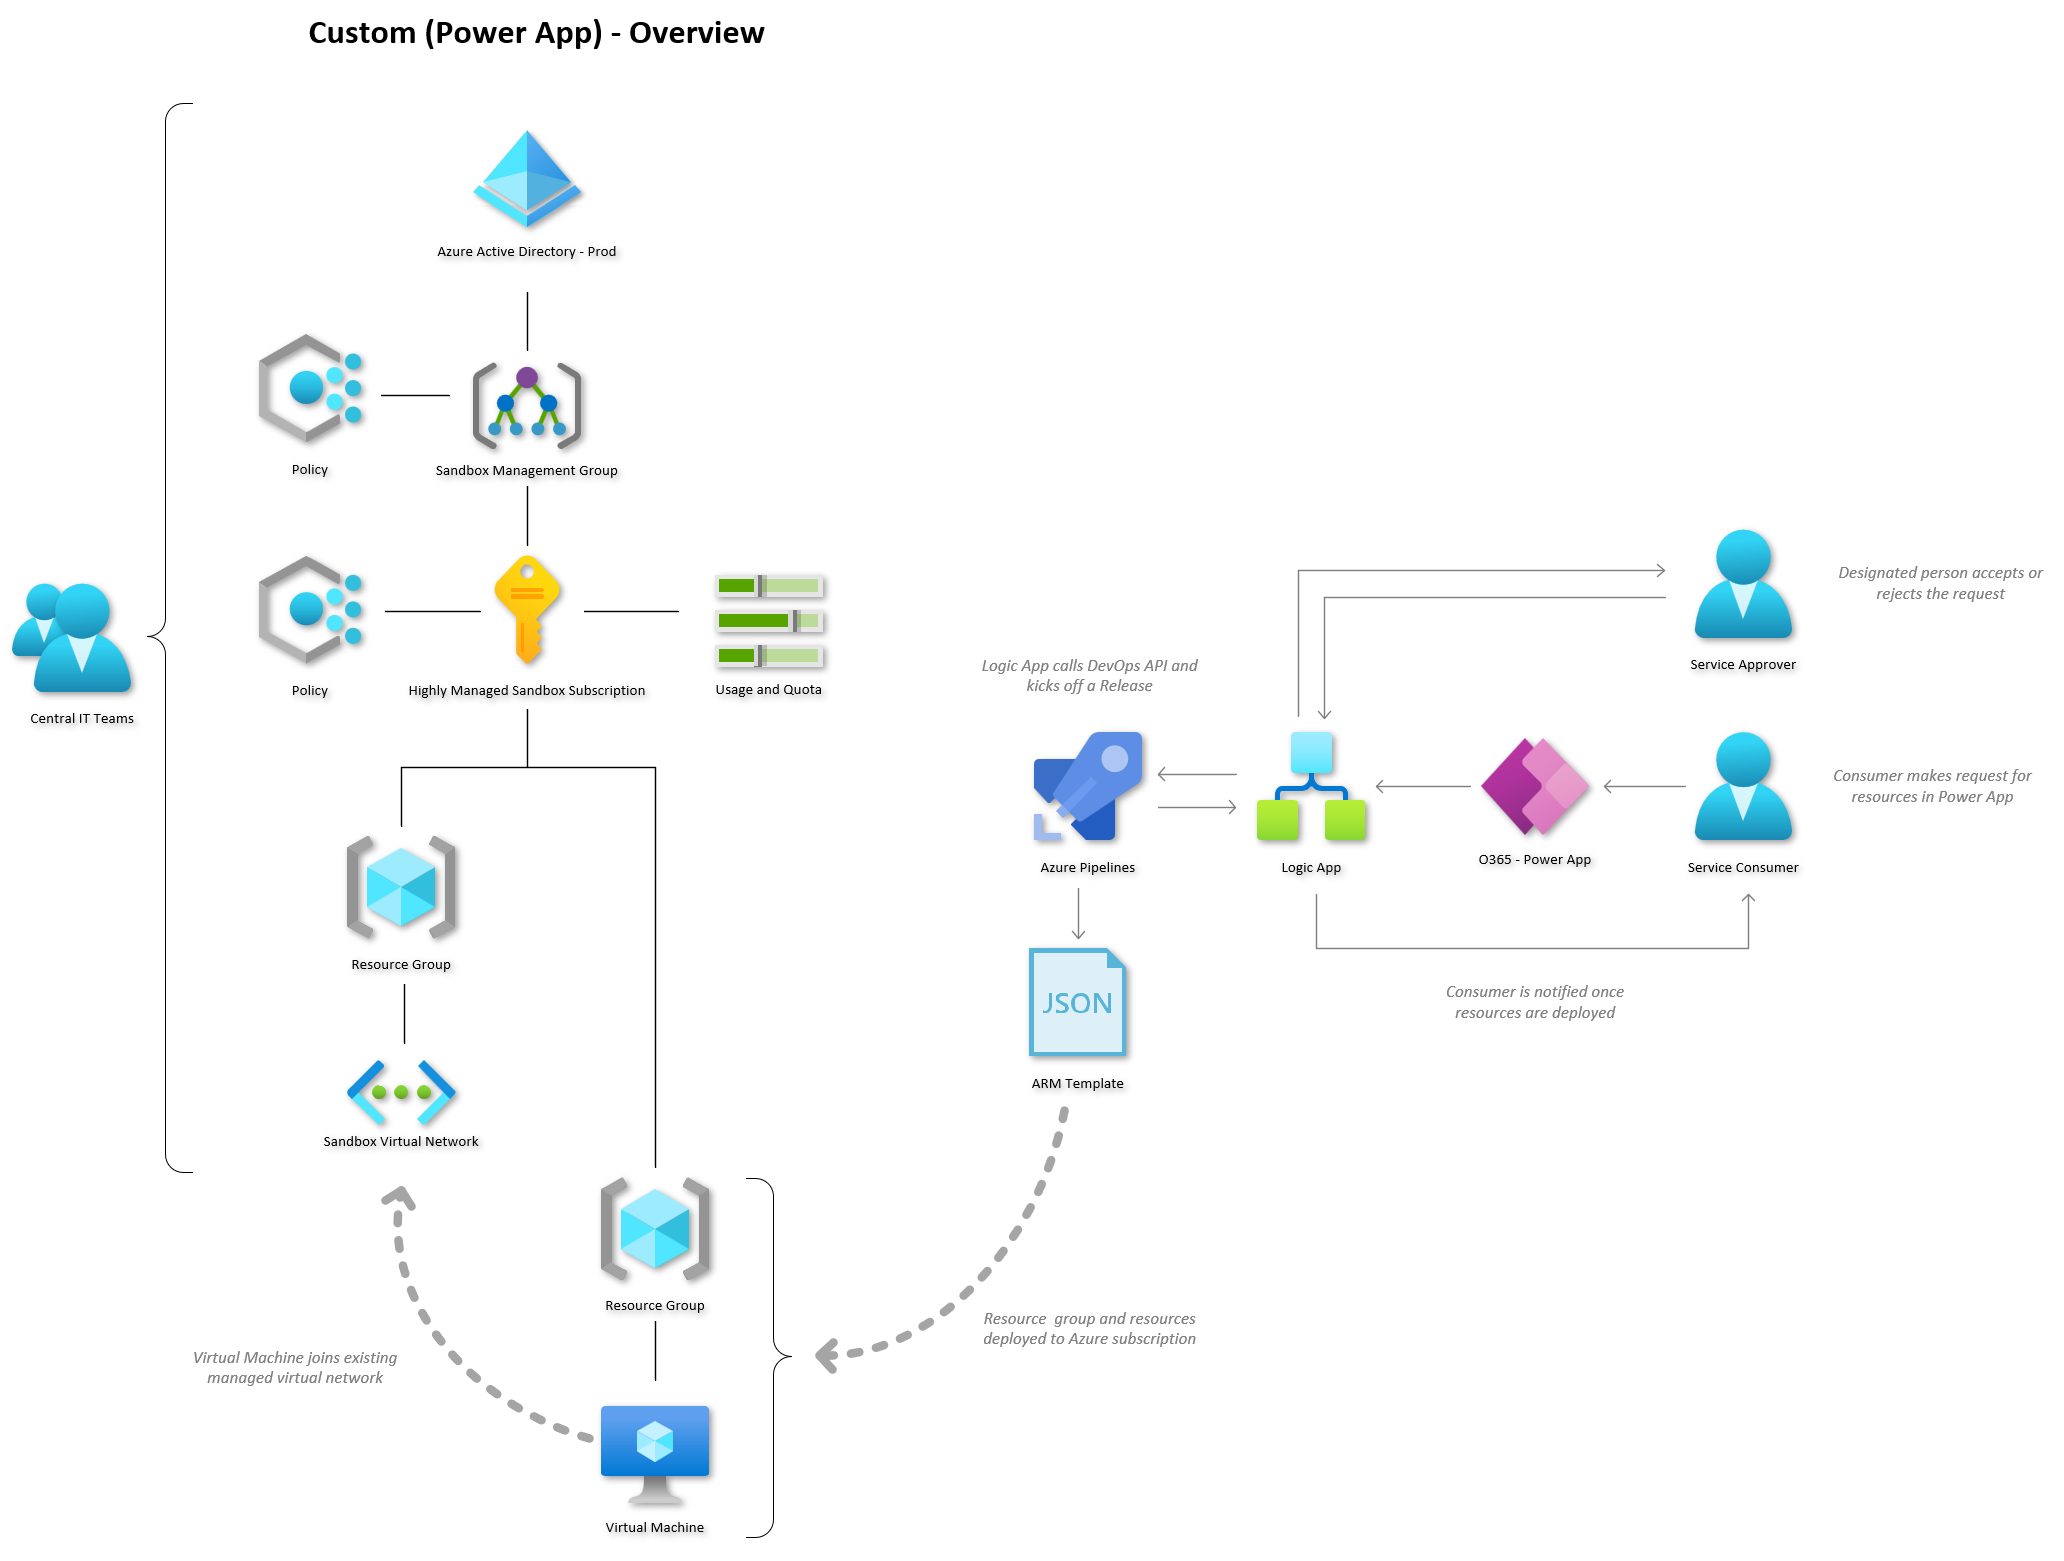 Custom (Power App) - Overview
Azure Active Directory - Prod
Policy
Sandbox Management Group
Policy
Highly Managed Sandbox Subscription
Usage and Quota
Central IT Teams
Resource Group
Sandbox Virtual Network
Resource Group
Virtual Machine joins existing
managed virtual network
Virtual Machine
Designated person accepts or
rejects the request
Service Approver
Logic App calls DevOps API and
kicks off a Release
Consumer makes request for
resources in Power App
Azure Pipelines
Logic App
O365 - Power App
Service Consumer
JSON
ARM Template
Consumer is notified once
resources are deployed
Resource  group and resources
deployed to Azure subscription